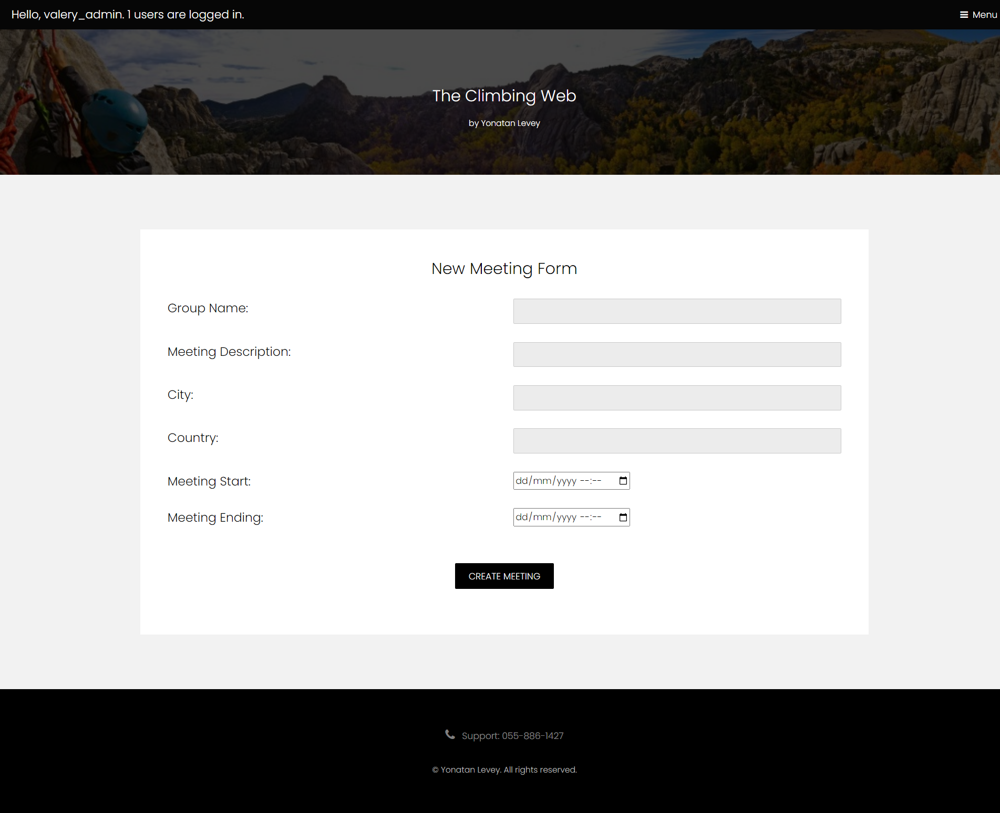 Hello, valery_admin. 1 users are logged in.
Menu
The Climbing Web
by Yonatan Levey
New Meeting Form
Group Name:
Meeting Description:
City:
Country:
Meeting Start:
dd/mm/yyyy --:--
Meeting Ending:
dd/mm/yyyy --:--
CREATE MEETING
Support: 055-886-1427
© Yonatan Levey. All rights reserved.